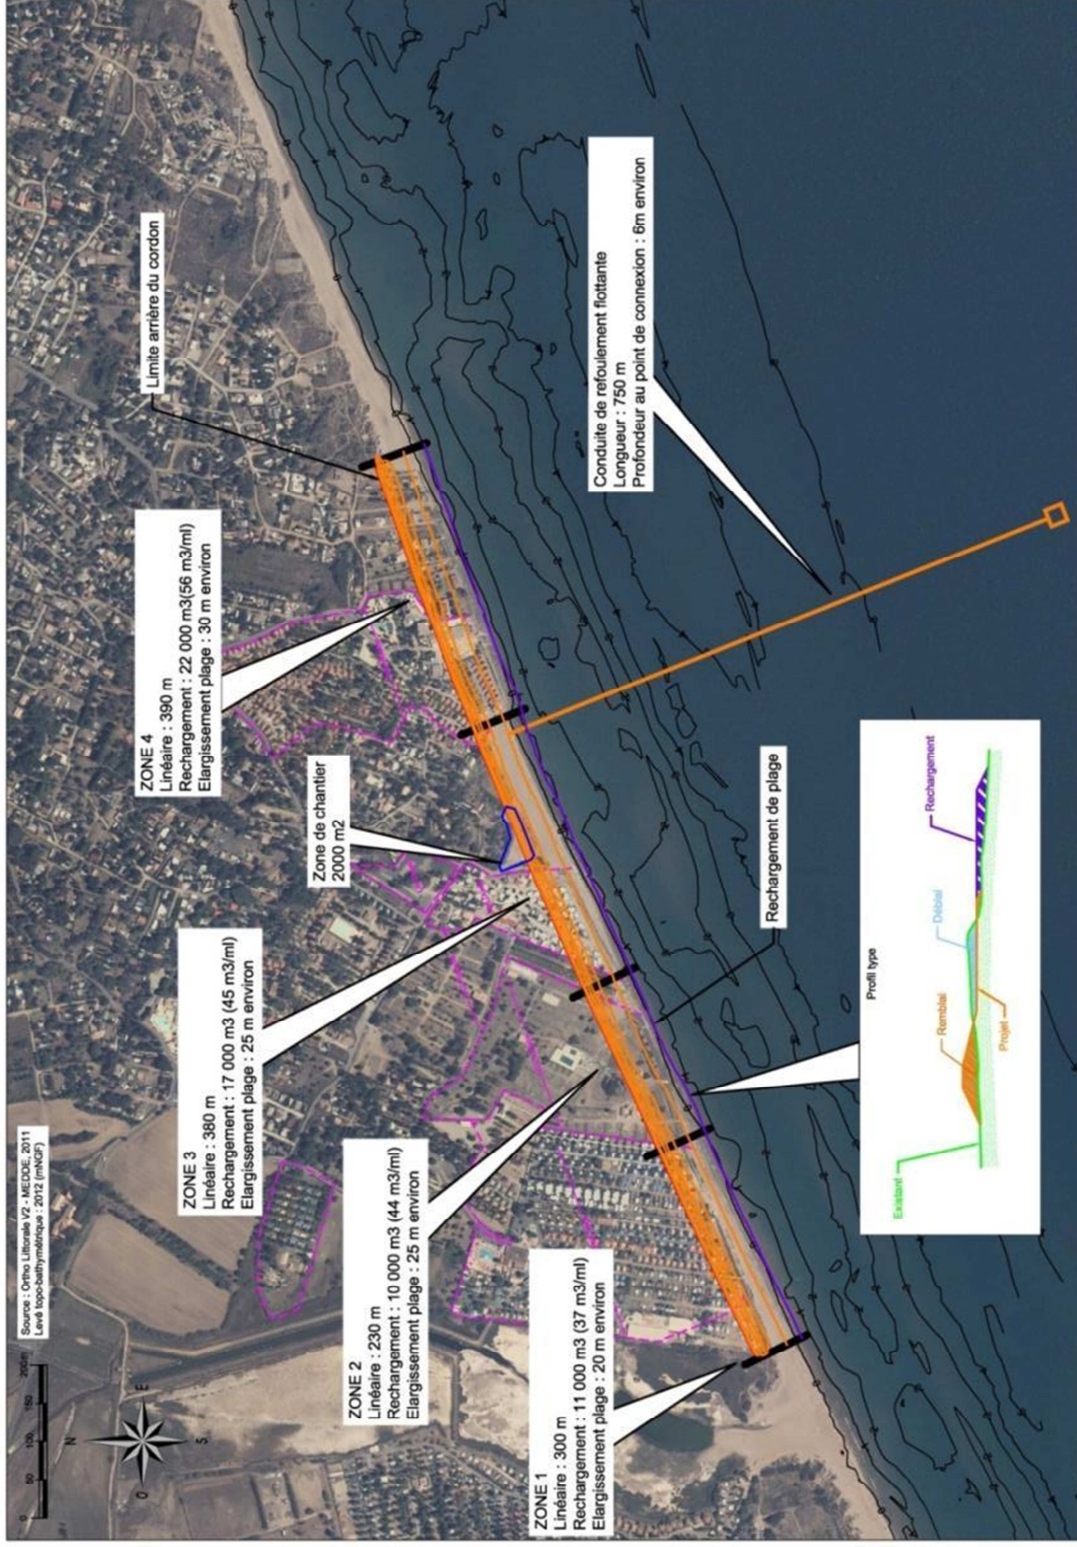 Source : Ortho Littorale V2 - MEDDE, 2011
Levé topo-bathymétrique : 2012 (mNGF)
0 50 100 150 200m
N
E
S
O
ZONE 1
Linéaire : 300 m
Rechargement : 11 000 m3 (37 m3/ml)
Elargissement plage : 20 m environ
ZONE 2
Linéaire : 230 m
Rechargement : 10 000 m3 (44 m3/ml)
Elargissement plage : 25 m environ
ZONE 3
Linéaire : 380 m
Rechargement : 17 000 m3 (45 m3/ml)
Elargissement plage : 25 m environ
Zone de chantier
2000 m2
ZONE 4
Linéaire : 390 m
Rechargement : 22 000 m3(56 m3/ml)
Elargissement plage : 30 m environ
Limite arrière du cordon
Conduite de refoulement flottante
Longueur : 750 m
Profondeur au point de connexion : 6m environ
Rechargement de plage
Profil type
Existant
Remblai
Projet
Déblai
Rechargement